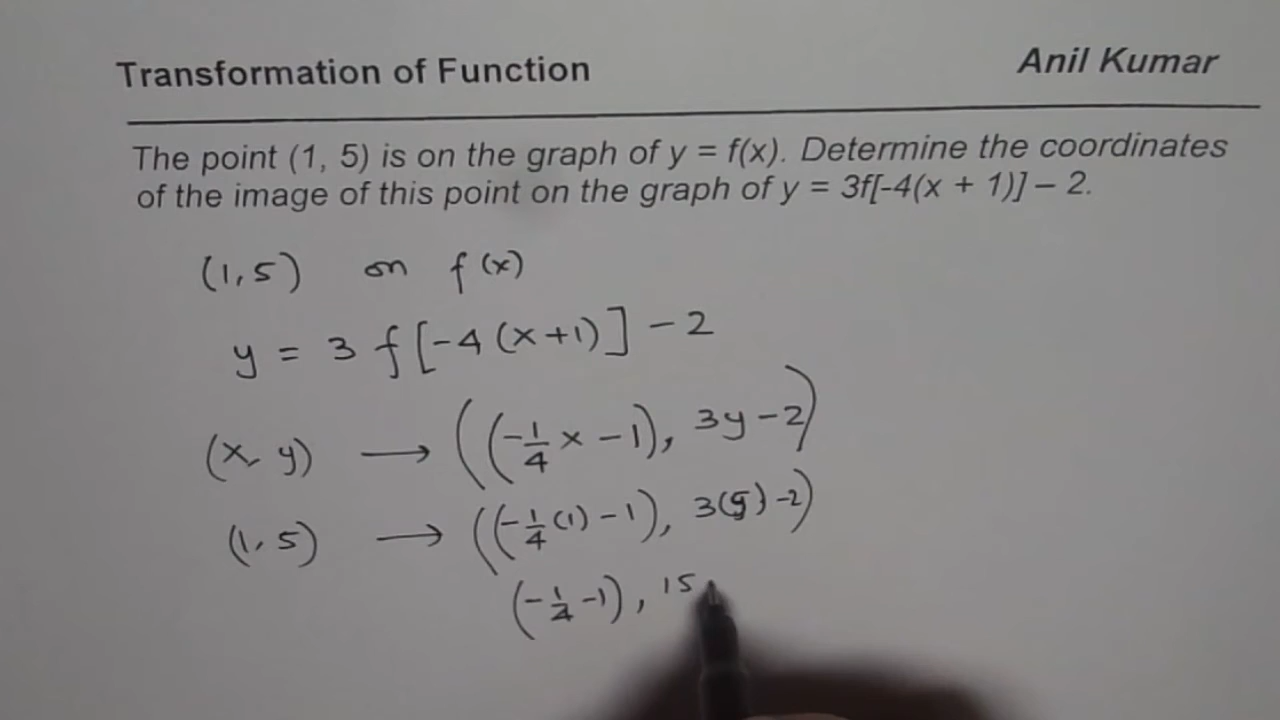 Transformation of Function Anil Kumar
The point (1, 5) is on the graph of y = f(x). Determine the coordinates
of the image of this point on the graph of y = 3f[-4(x + 1)] – 2.
(1, 5) on f(x)
y = 3 f[-4(x+1)] - 2
(x, y) → ((-1/4 x - 1), 3y - 2)
(1, 5) → ((-1/4 (1) - 1), 3(5) - 2)
(-1/4 - 1), 15